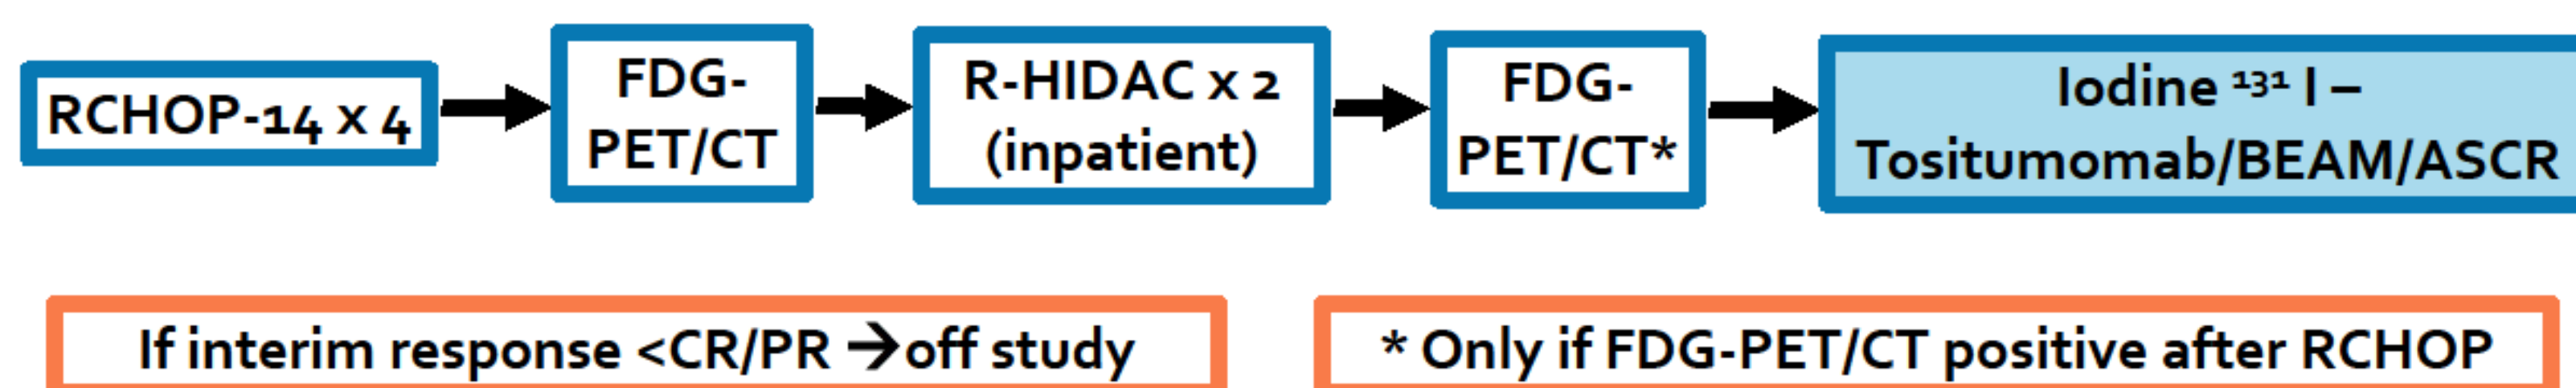 RCHOP-14 x 4
FDG-
PET/CT
R-HIDAC x 2
(inpatient)
FDG-
PET/CT*
Iodine ¹³¹ I –
Tositumomab/BEAM/ASCR
If interim response <CR/PR →off study
* Only if FDG-PET/CT positive after RCHOP